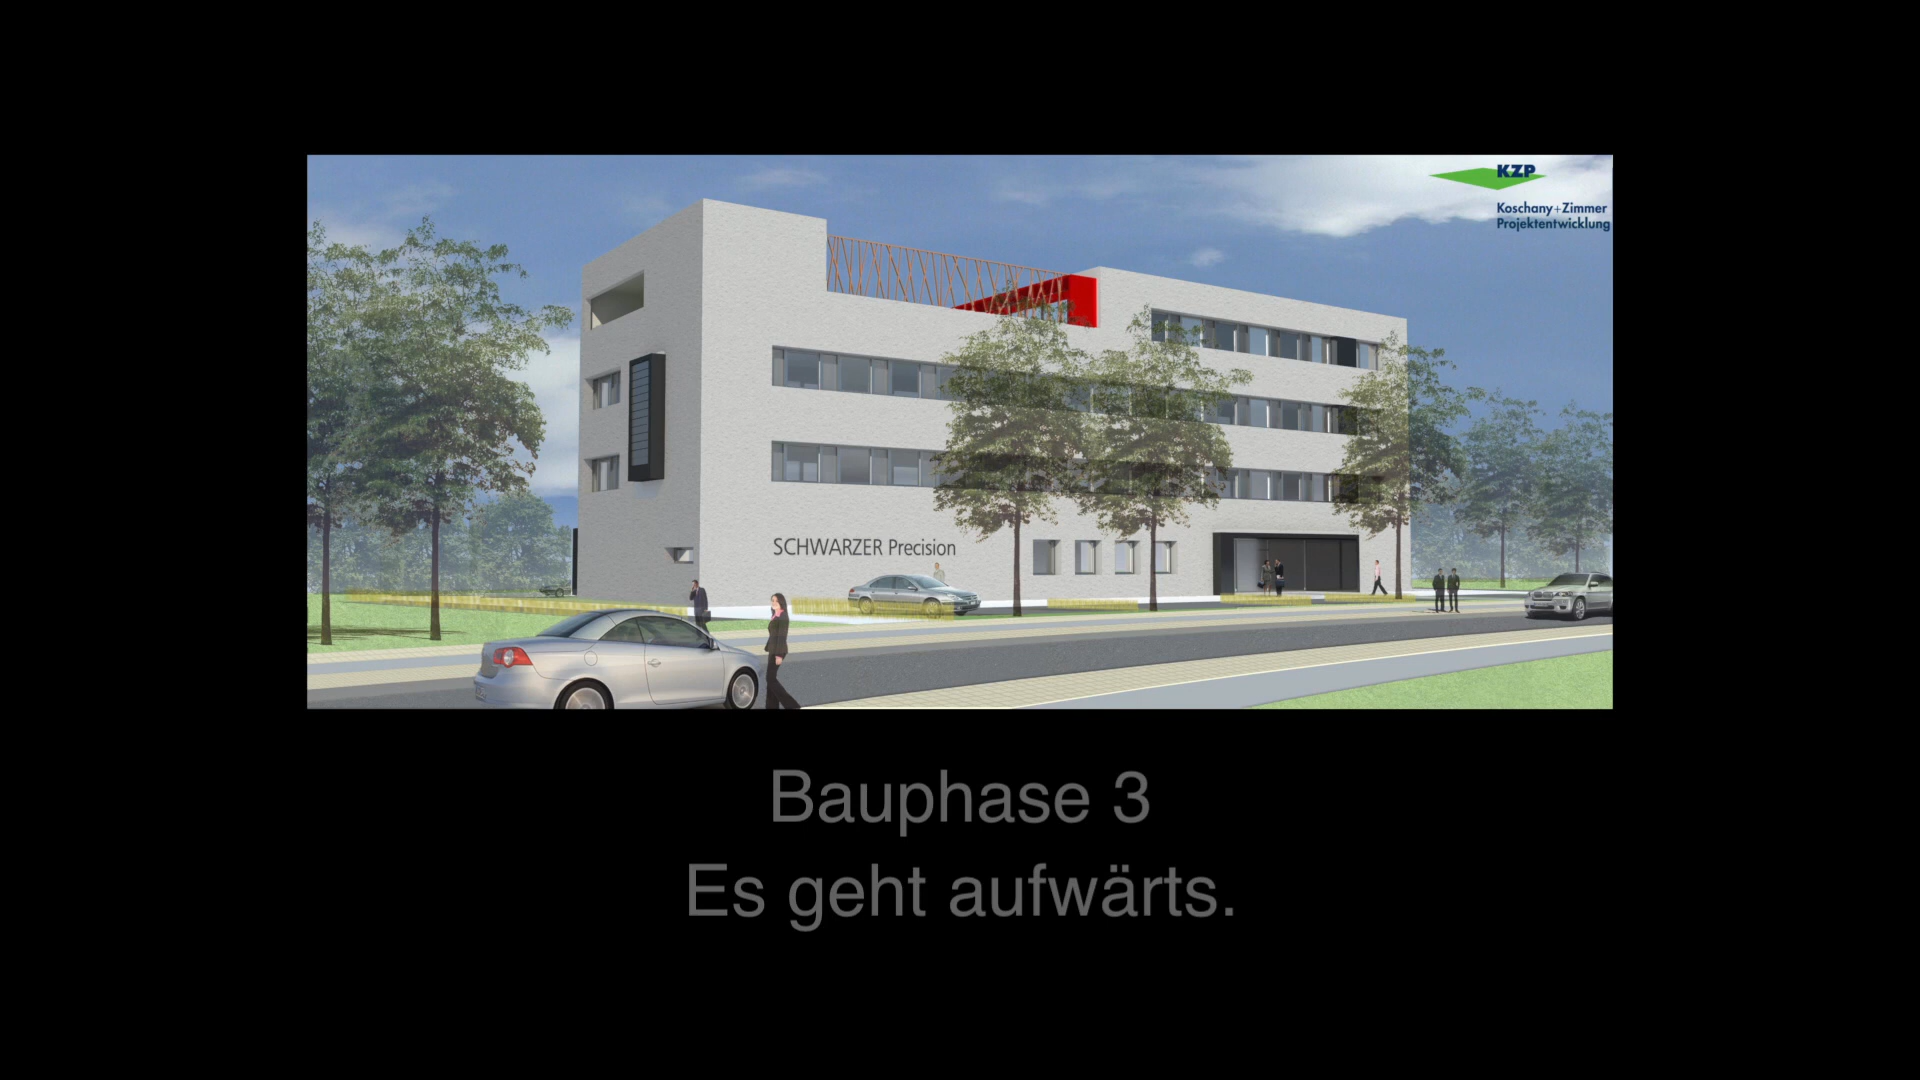 KZP
Koschany+Zimmer
Projektentwicklung
SCHWARZER Precision
Bauphase 3
Es geht aufwärts.